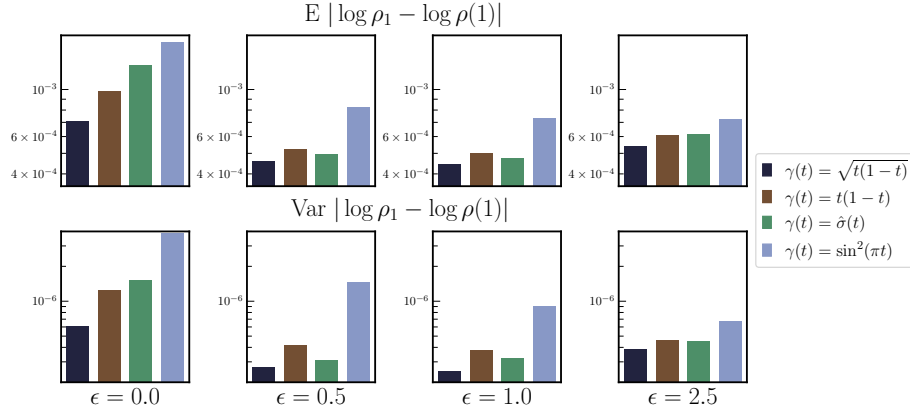 E | log ρ₁ − log ρ(1)|
10⁻³
6 × 10⁻⁴
4 × 10⁻⁴
10⁻³
6 × 10⁻⁴
4 × 10⁻⁴
10⁻³
6 × 10⁻⁴
4 × 10⁻⁴
10⁻³
6 × 10⁻⁴
4 × 10⁻⁴
γ(t) = √t(1 − t)
γ(t) = t(1 − t)
γ(t) = σ̂(t)
γ(t) = sin²(πt)
Var | log ρ₁ − log ρ(1)|
10⁻⁶
10⁻⁶
10⁻⁶
10⁻⁶
ϵ = 0.0
ϵ = 0.5
ϵ = 1.0
ϵ = 2.5